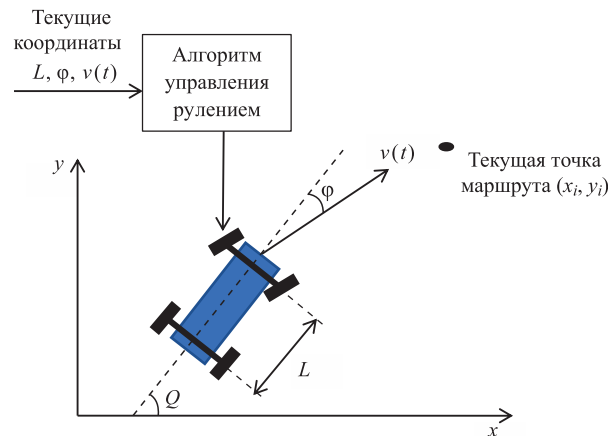 Текущие
координаты
L, φ, v(t)
Алгоритм
управления
рулением
y
v(t)
φ
Текущая точка
маршрута (xᵢ, yᵢ)
L
Q
x